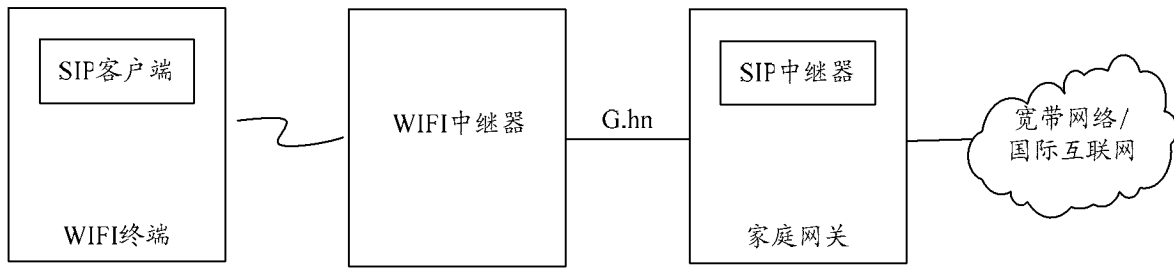 SIP客户端
WIFI终端
WIFI中继器
G.hn
SIP中继器
家庭网关
宽带网络/
国际互联网